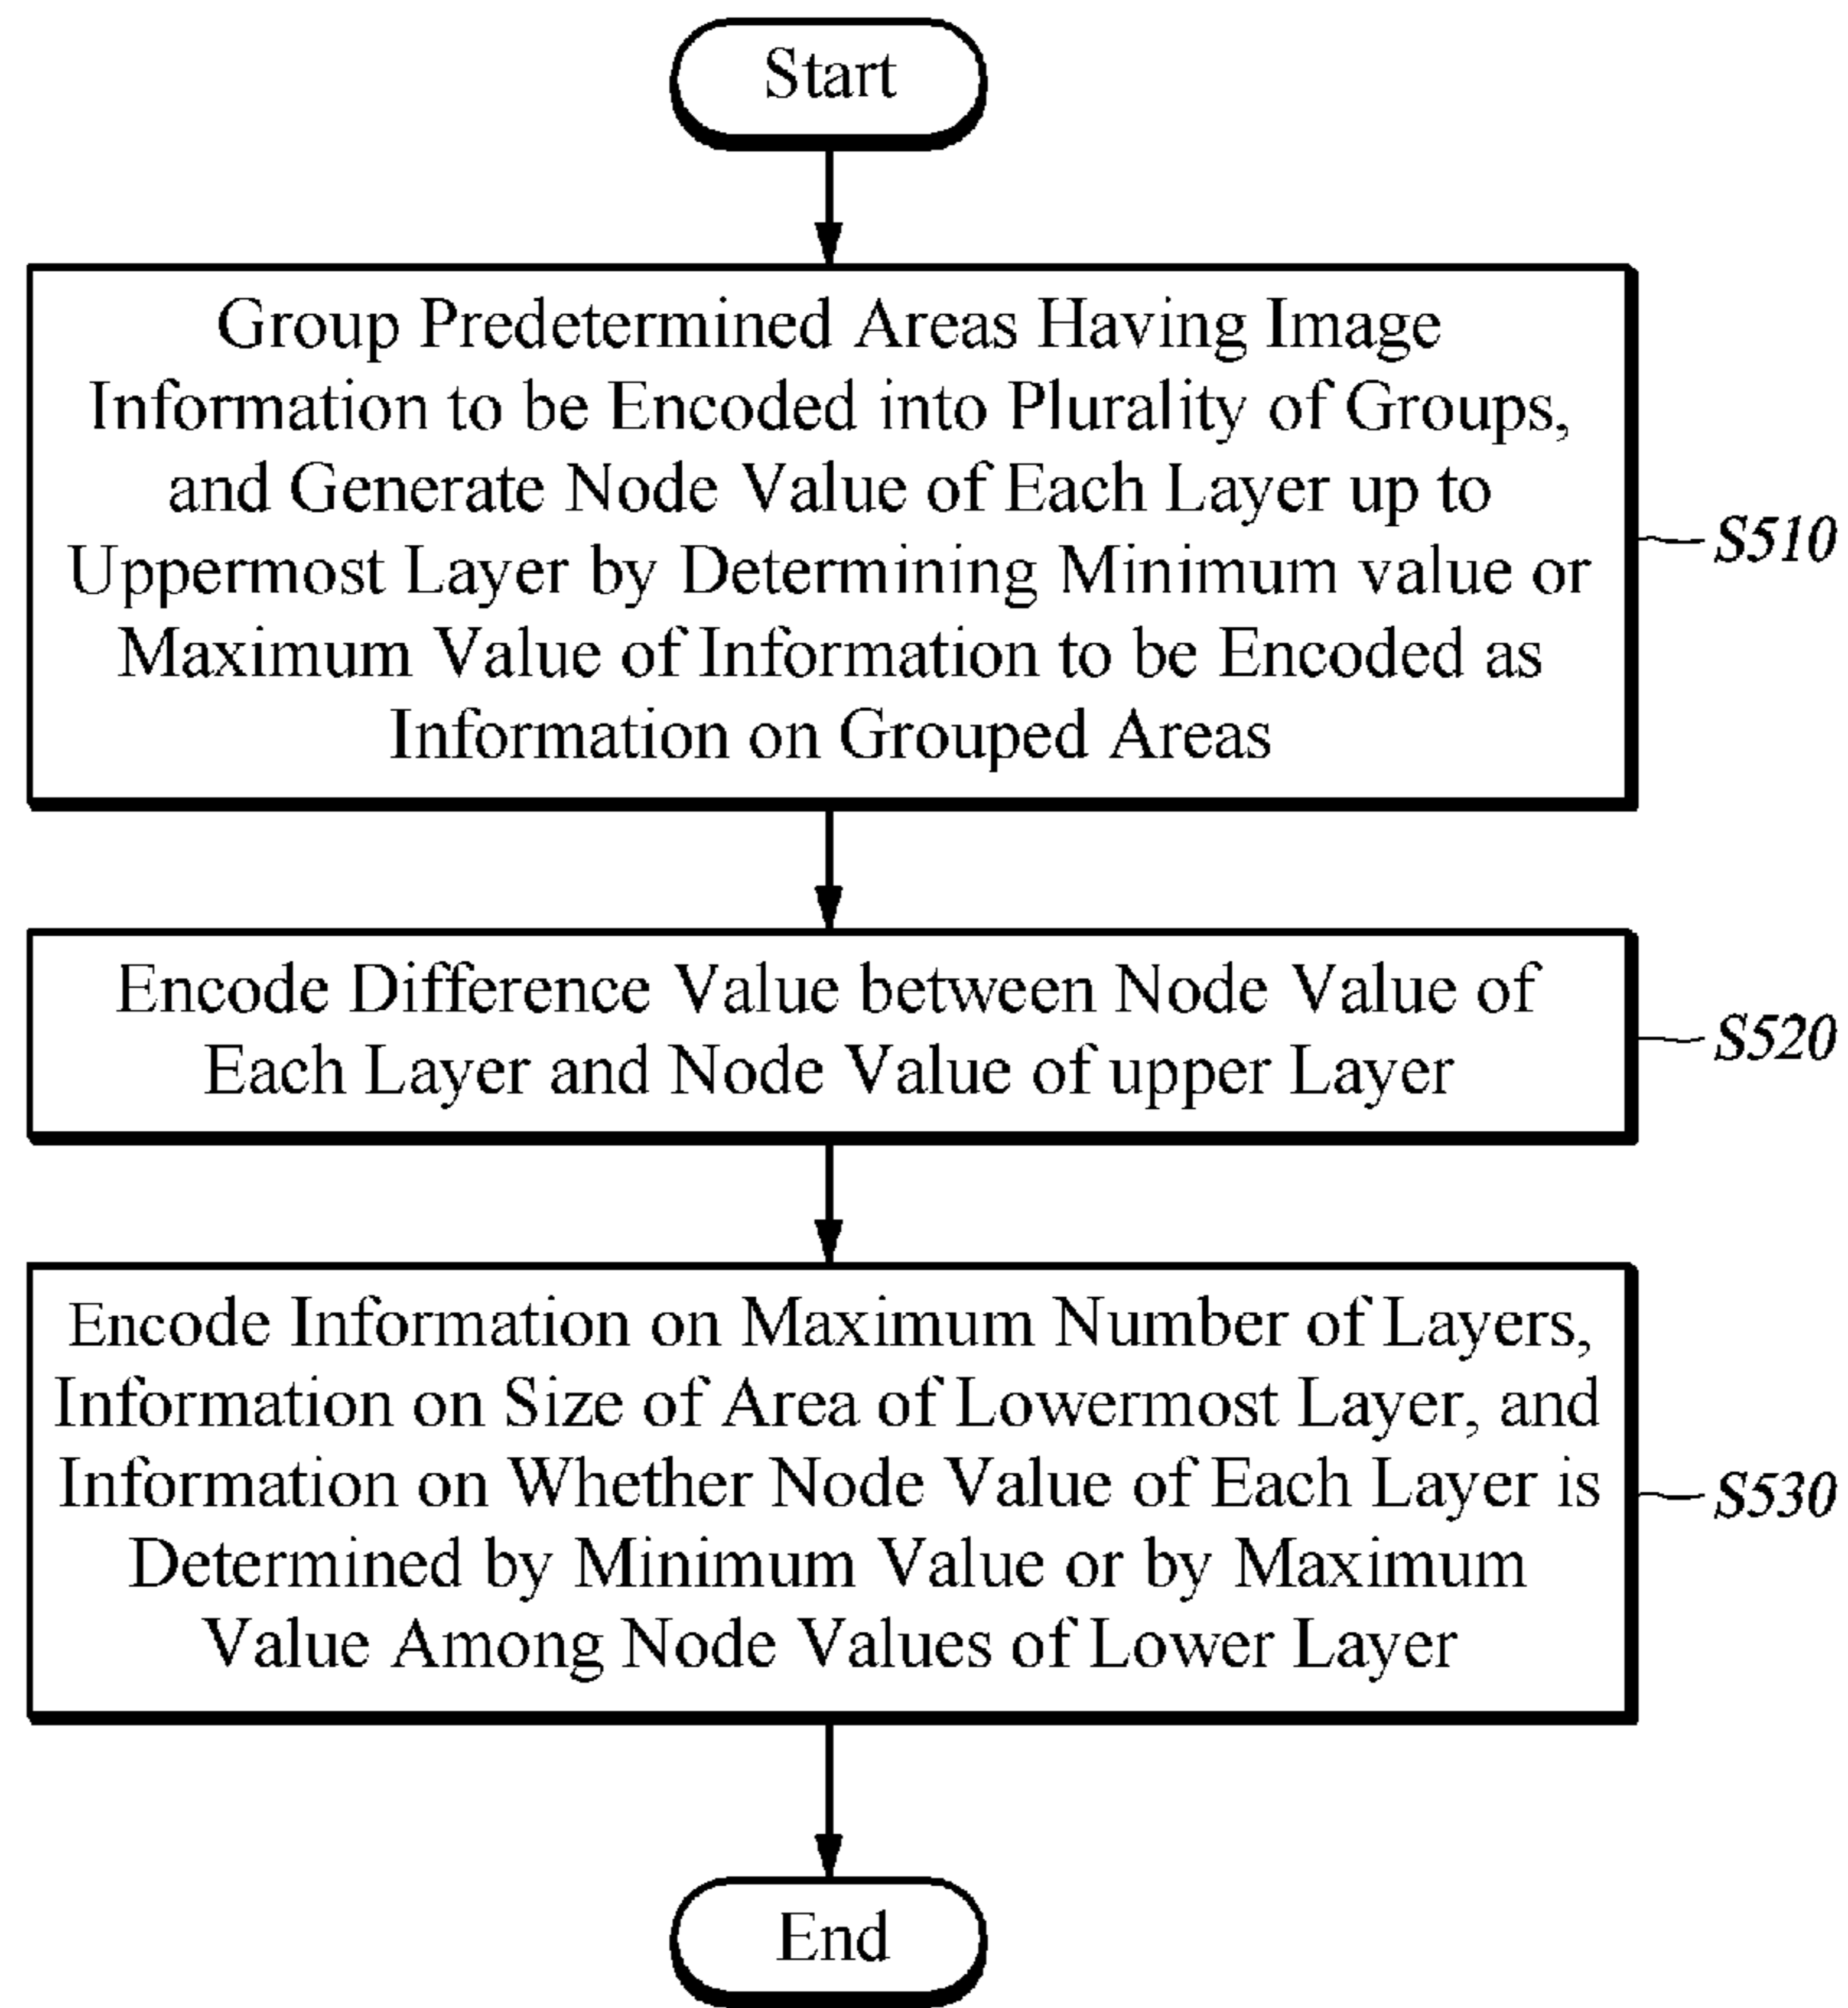 Start
Group Predetermined Areas Having Image
Information to be Encoded into Plurality of Groups,
and Generate Node Value of Each Layer up to
Uppermost Layer by Determining Minimum value or
Maximum Value of Information to be Encoded as
Information on Grouped Areas
S510
Encode Difference Value between Node Value of
Each Layer and Node Value of upper Layer
S520
Encode Information on Maximum Number of Layers,
Information on Size of Area of Lowermost Layer, and
Information on Whether Node Value of Each Layer is
Determined by Minimum Value or by Maximum
Value Among Node Values of Lower Layer
S530
End